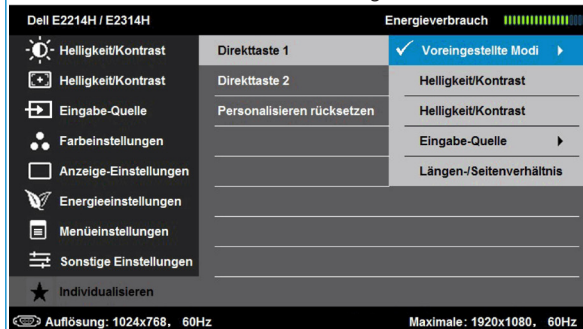 Dell E2214H / E2314H Energieverbrauch
Helligkeit/Kontrast Direkttaste 1 Voreingestellte Modi
Helligkeit/Kontrast Direkttaste 2 Helligkeit/Kontrast
Eingabe-Quelle Personalisieren rücksetzen Helligkeit/Kontrast
Farbeinstellungen Eingabe-Quelle
Anzeige-Einstellungen Längen-/Seitenverhältnis
Energieeinstellungen
Menüeinstellungen
Sonstige Einstellungen
Individualisieren
Auflösung: 1024x768, 60Hz Maximale: 1920x1080, 60Hz